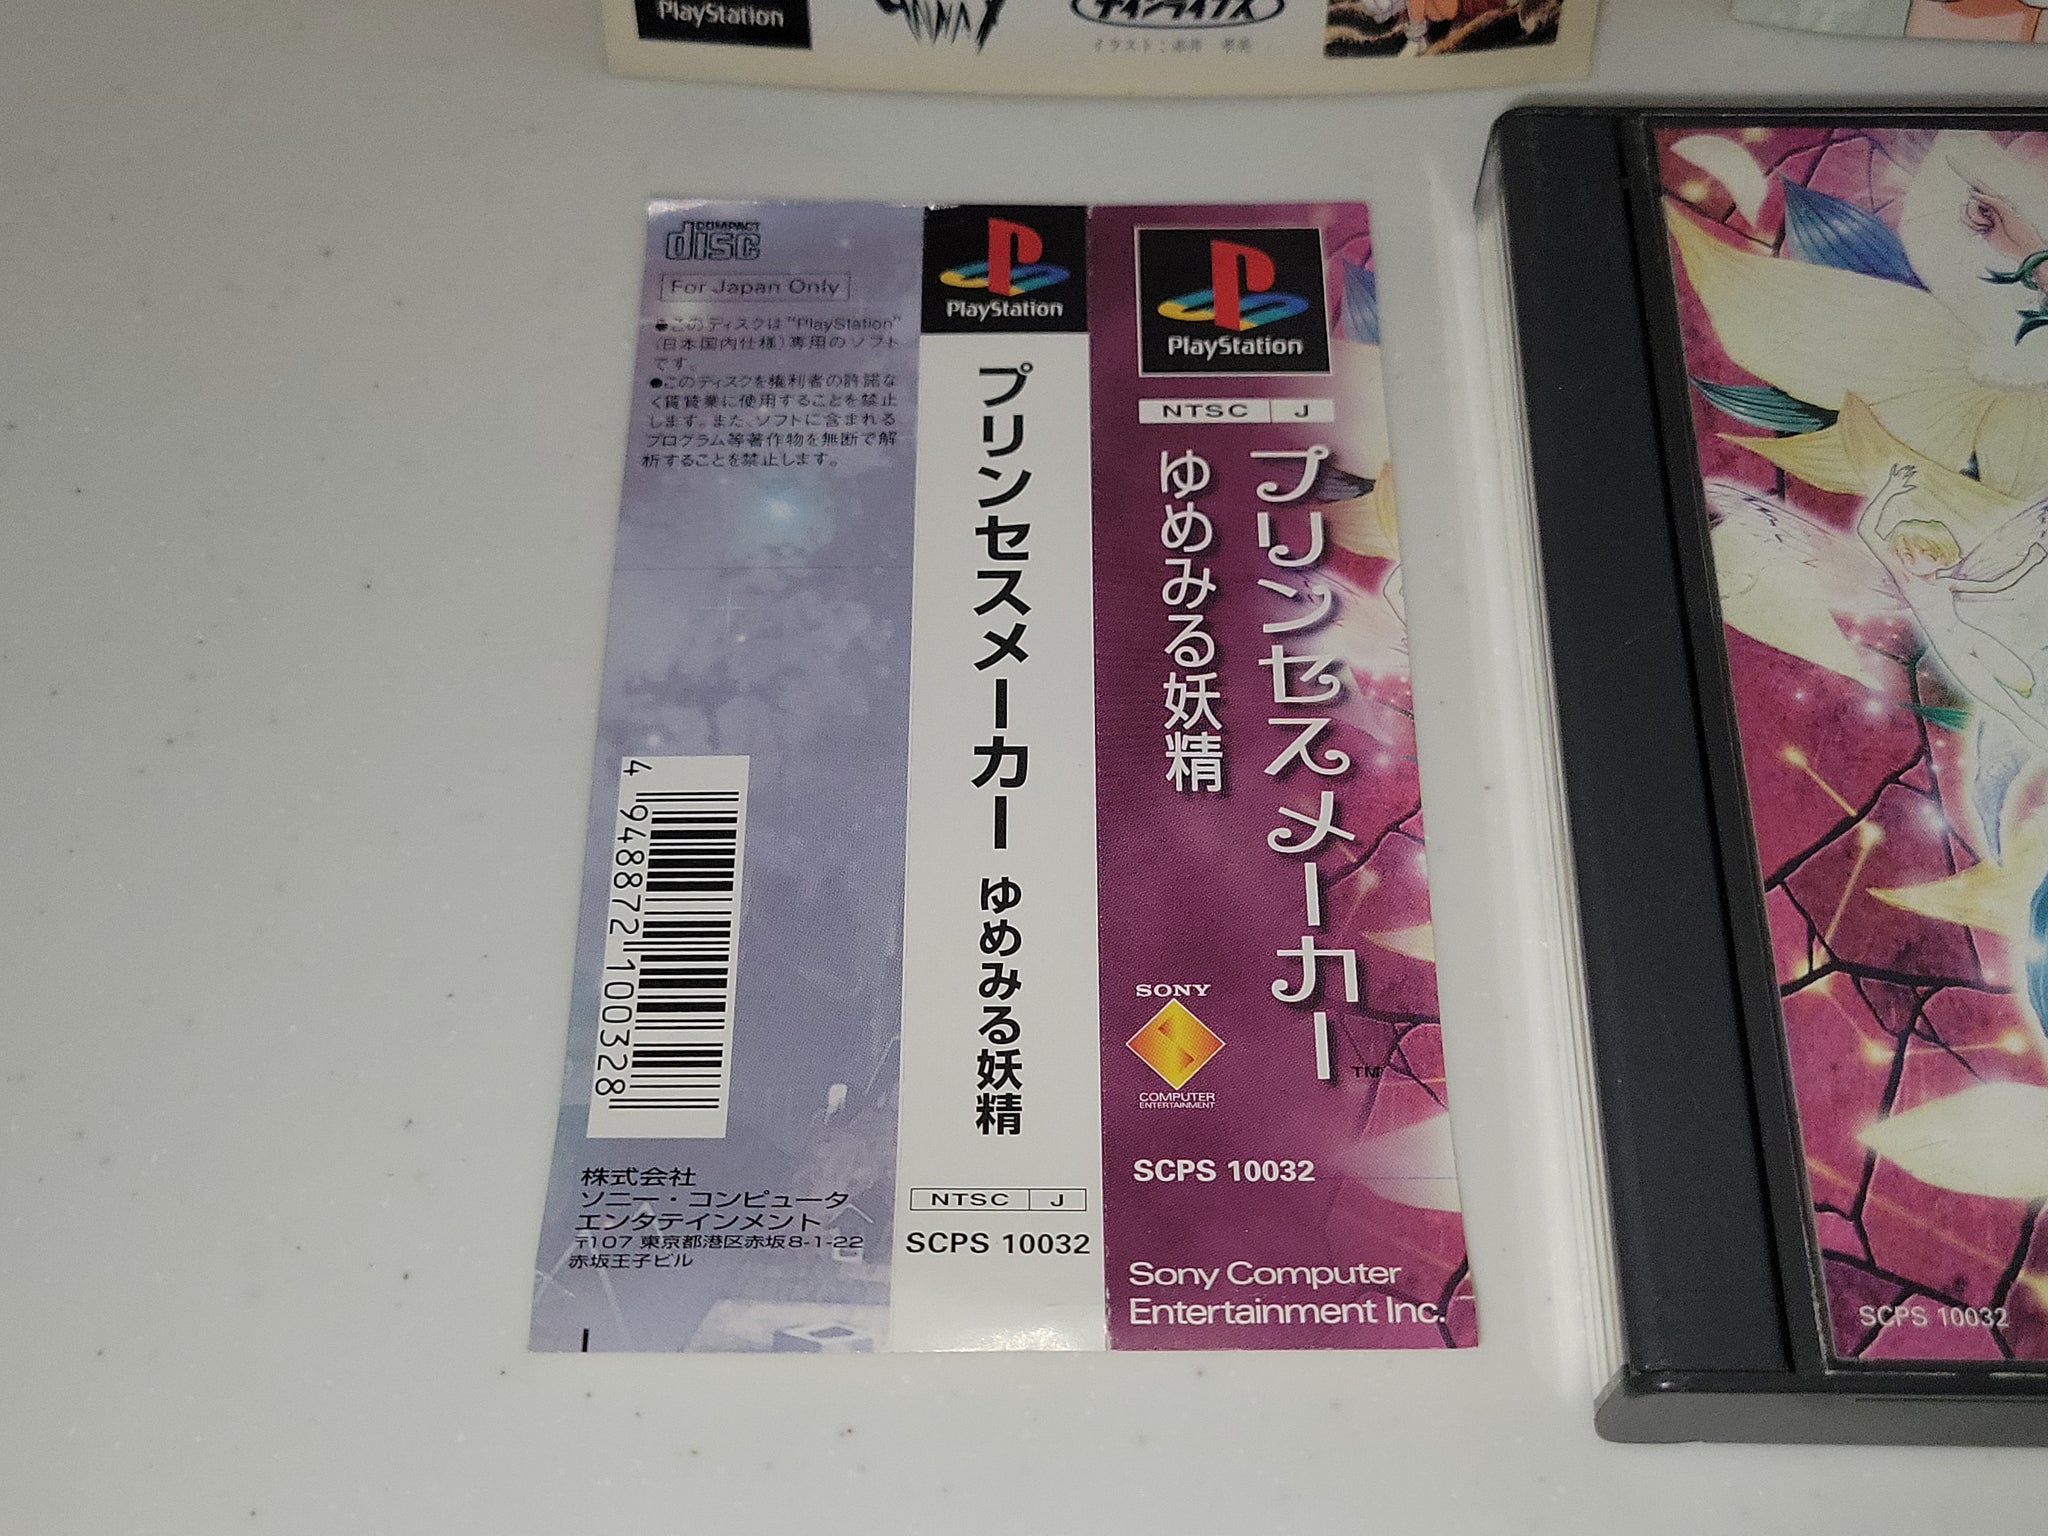 PlayStation
ANNA
イラスト：赤井 孝美
COMPACT
disc
For Japan Only
●このディスクは"PlayStation"
(日本国内仕様)専用のソフト
です。
●このディスクを権利者の許諾な
く賃貸業に使用することを禁止
します。また、ソフトに含まれる
プログラム等著作物を無断で解
析することを禁止します。
4 948872 100328
株式会社
ソニー・コンピュータ
エンタテインメント
〒107 東京都港区赤坂8-1-22
赤坂王子ビル
PlayStation
プリンセスメーカー ゆめみる妖精
NTSC J
SCPS 10032
PlayStation
NTSC J
プリンセスメーカー
TM
ゆめみる妖精
SONY
COMPUTER
ENTERTAINMENT
SCPS 10032
Sony Computer
Entertainment Inc.
SCPS 10032